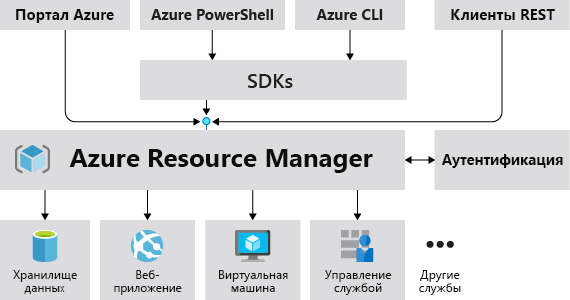 Портал Azure
Azure PowerShell
Azure CLI
Клиенты REST
SDKs
Azure Resource Manager
Аутентификация
Хранилище
данных
Веб-
приложение
Виртуальная
машина
Управление
службой
Другие
службы